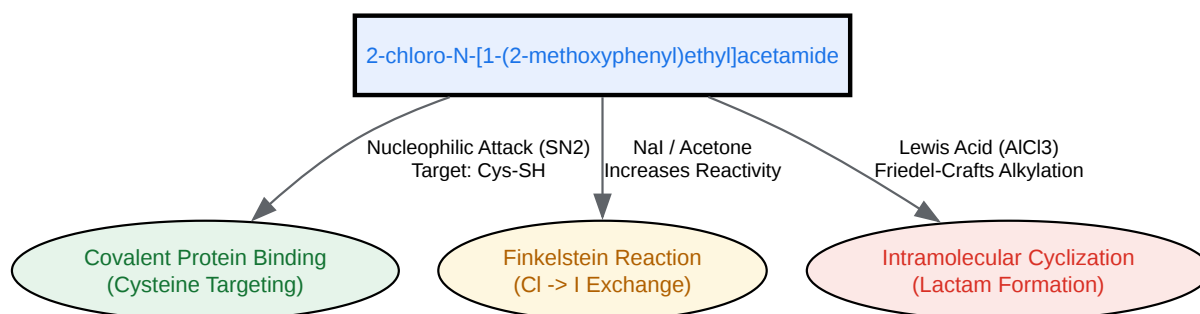 2-chloro-N-[1-(2-methoxyphenyl)ethyl]acetamide
Nucleophilic Attack (SN2)
Target: Cys-SH
NaI / Acetone
Increases Reactivity
Lewis Acid (AlCl3)
Friedel-Crafts Alkylation
Covalent Protein Binding
(Cysteine Targeting)
Finkelstein Reaction
(Cl -> I Exchange)
Intramolecular Cyclization
(Lactam Formation)